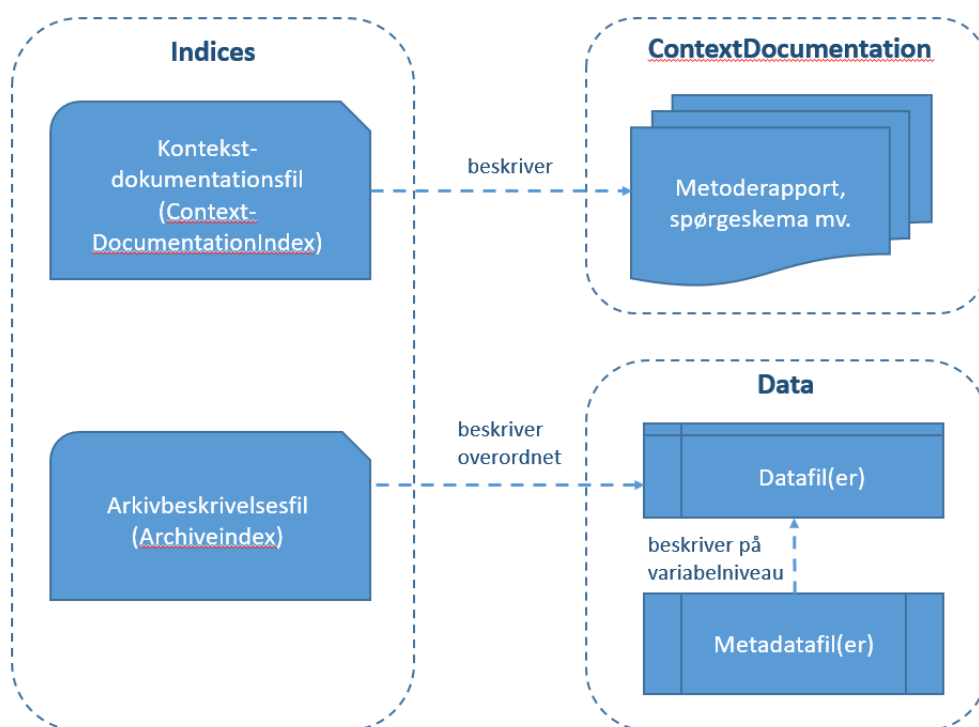 Indices
Kontekst-
dokumentationsfil
(Context-
DocumentationIndex)
Arkivbeskrivelsesfil
(Archiveindex)
beskriver
beskriver
overordnet
ContextDocumentation
Metoderapport,
spørgeskema mv.
Data
Datafil(er)
beskriver på
variabelniveau
Metadatafil(er)